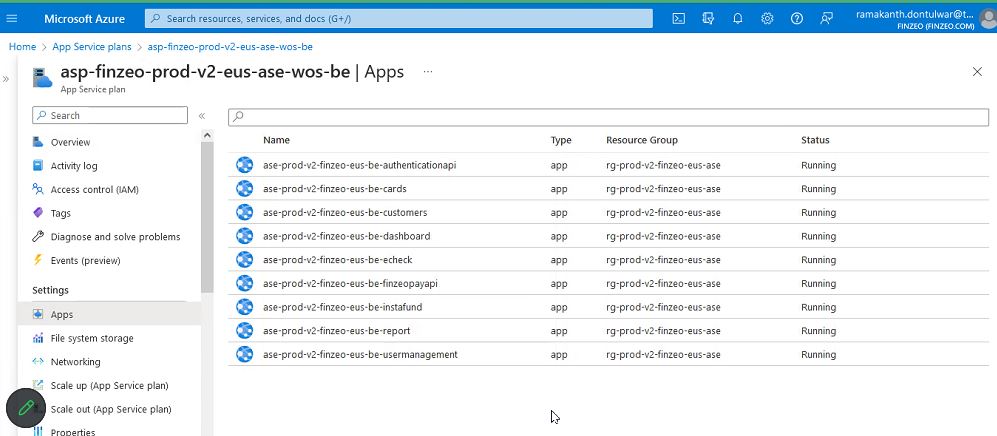 Microsoft Azure
Search resources, services, and docs (G+/)
ramakanth.dontulwar@t...
FINZEO (FINZEO.COM)
Home > App Service plans > asp-finzeo-prod-v2-eus-ase-wos-be
asp-finzeo-prod-v2-eus-ase-wos-be | Apps ...
App Service plan
Search
Overview
Activity log
Access control (IAM)
Tags
Diagnose and solve problems
Events (preview)
Settings
Apps
File system storage
Networking
Scale up (App Service plan)
Scale out (App Service plan)
Properties
Name Type Resource Group Status
ase-prod-v2-finzeo-eus-be-authenticationapi app rg-prod-v2-finzeo-eus-ase Running
ase-prod-v2-finzeo-eus-be-cards app rg-prod-v2-finzeo-eus-ase Running
ase-prod-v2-finzeo-eus-be-customers app rg-prod-v2-finzeo-eus-ase Running
ase-prod-v2-finzeo-eus-be-dashboard app rg-prod-v2-finzeo-eus-ase Running
ase-prod-v2-finzeo-eus-be-echeck app rg-prod-v2-finzeo-eus-ase Running
ase-prod-v2-finzeo-eus-be-finzeopayapi app rg-prod-v2-finzeo-eus-ase Running
ase-prod-v2-finzeo-eus-be-instafund app rg-prod-v2-finzeo-eus-ase Running
ase-prod-v2-finzeo-eus-be-report app rg-prod-v2-finzeo-eus-ase Running
ase-prod-v2-finzeo-eus-be-usermanagement app rg-prod-v2-finzeo-eus-ase Running